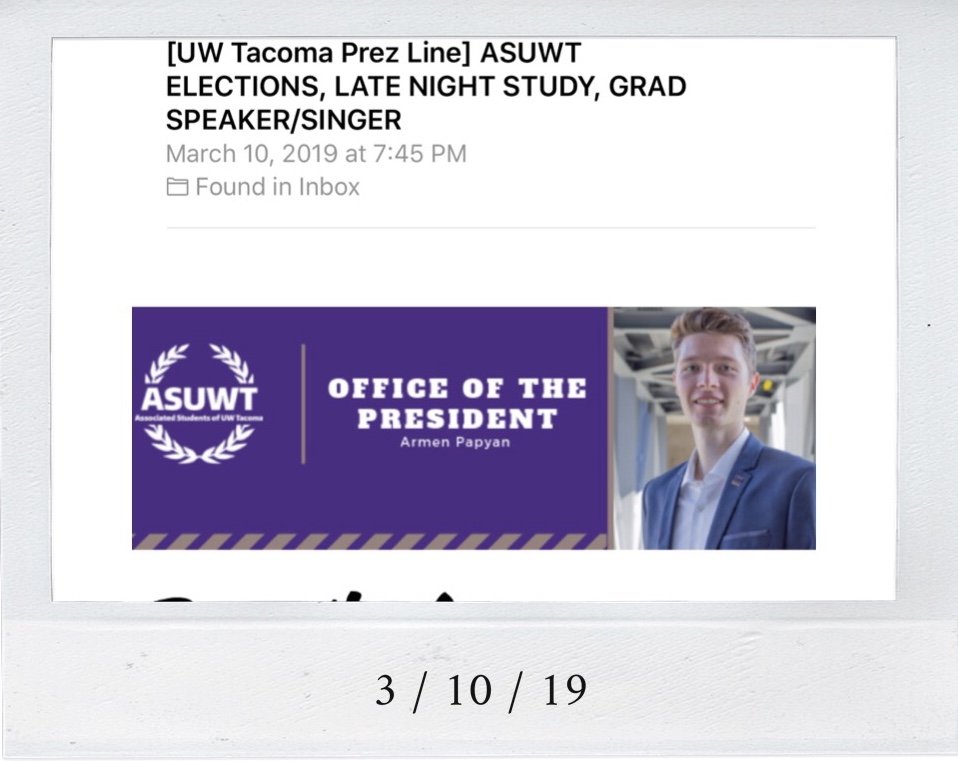 [UW Tacoma Prez Line] ASUWT
ELECTIONS, LATE NIGHT STUDY, GRAD
SPEAKER/SINGER
March 10, 2019 at 7:45 PM
Found in Inbox
ASUWT
Associated Students of UW Tacoma
OFFICE OF THE
PRESIDENT
Armen Papyan
3 / 10 / 19